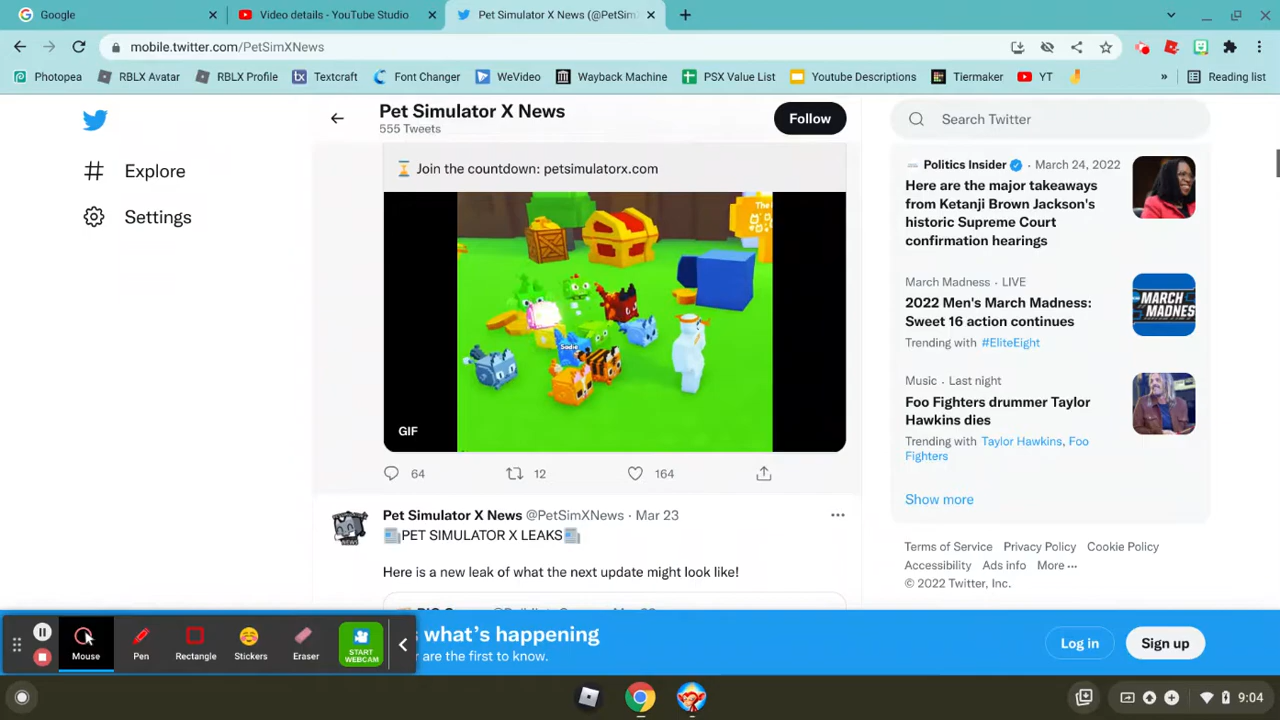 Google
Video details - YouTube Studio
Pet Simulator X News (@PetSim
mobile.twitter.com/PetSimXNews
Photopea
RBLX Avatar
RBLX Profile
Textcraft
Font Changer
WeVideo
Wayback Machine
PSX Value List
Youtube Descriptions
Tiermaker
YT
»
Reading list
Explore
Settings
Pet Simulator X News
555 Tweets
Follow
⌛ Join the countdown: petsimulatorx.com
Sadie
GIF
64
12
164
Pet Simulator X News @PetSimXNews · Mar 23
📰PET SIMULATOR X LEAKS📰
Here is a new leak of what the next update might look like!
Search Twitter
Politics Insider · March 24, 2022
Here are the major takeaways
from Ketanji Brown Jackson's
historic Supreme Court
confirmation hearings
March Madness · LIVE
2022 Men's March Madness:
Sweet 16 action continues
Trending with #EliteEight
MARCH
MADNES
Music · Last night
Foo Fighters drummer Taylor
Hawkins dies
Trending with Taylor Hawkins, Foo
Fighters
Show more
Terms of Service Privacy Policy Cookie Policy
Accessibility Ads info More ···
© 2022 Twitter, Inc.
what's happening
are the first to know.
Log in
Sign up
Mouse
Pen
Rectangle
Stickers
Eraser
START
WEBCAM
9:04